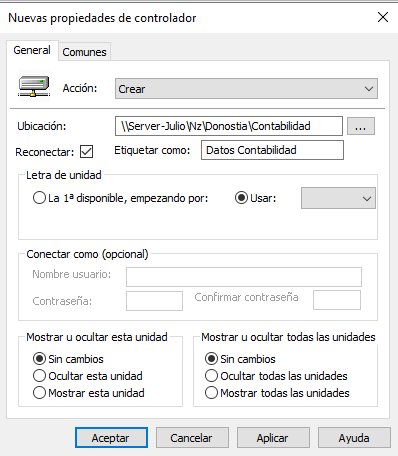 Nuevas propiedades de controlador
General
Comunes
Acción:
Crear
Ubicación:
\\Server-Julio\Nz\Donostia\Contabilidad
...
Reconectar:
Etiquetar como:
Datos Contabilidad
Letra de unidad
La 1ª disponible, empezando por:
Usar:
Conectar como (opcional)
Nombre usuario:
Contraseña:
Confirmar contraseña
Mostrar u ocultar esta unidad
Sin cambios
Ocultar esta unidad
Mostrar esta unidad
Mostrar u ocultar todas las unidades
Sin cambios
Ocultar todas las unidades
Mostrar todas las unidades
Aceptar
Cancelar
Aplicar
Ayuda